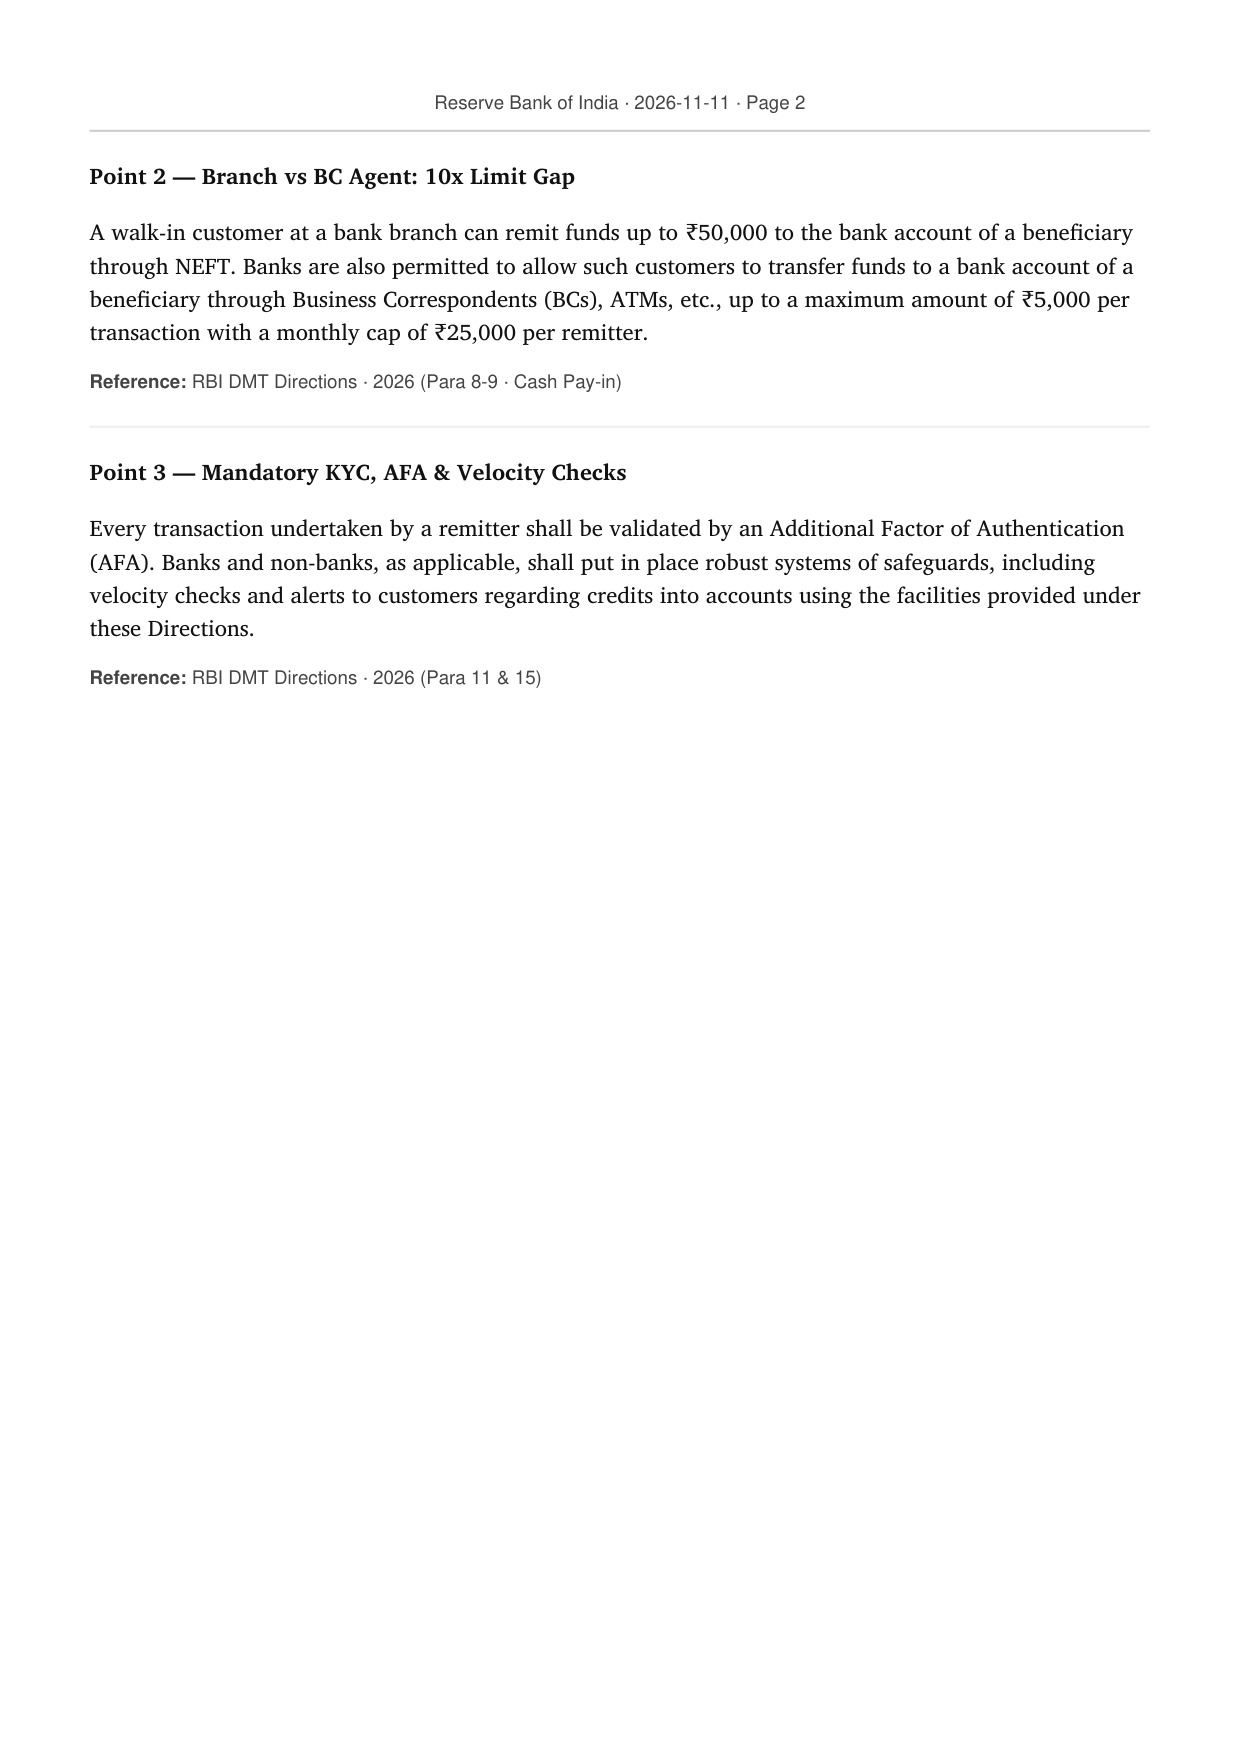 Reserve Bank of India · 2026-11-11 · Page 2
Point 2 — Branch vs BC Agent: 10x Limit Gap
A walk-in customer at a bank branch can remit funds up to ₹50,000 to the bank account of a beneficiary
through NEFT. Banks are also permitted to allow such customers to transfer funds to a bank account of a
beneficiary through Business Correspondents (BCs), ATMs, etc., up to a maximum amount of ₹5,000 per
transaction with a monthly cap of ₹25,000 per remitter.
Reference: RBI DMT Directions · 2026 (Para 8-9 · Cash Pay-in)
Point 3 — Mandatory KYC, AFA & Velocity Checks
Every transaction undertaken by a remitter shall be validated by an Additional Factor of Authentication
(AFA). Banks and non-banks, as applicable, shall put in place robust systems of safeguards, including
velocity checks and alerts to customers regarding credits into accounts using the facilities provided under
these Directions.
Reference: RBI DMT Directions · 2026 (Para 11 & 15)